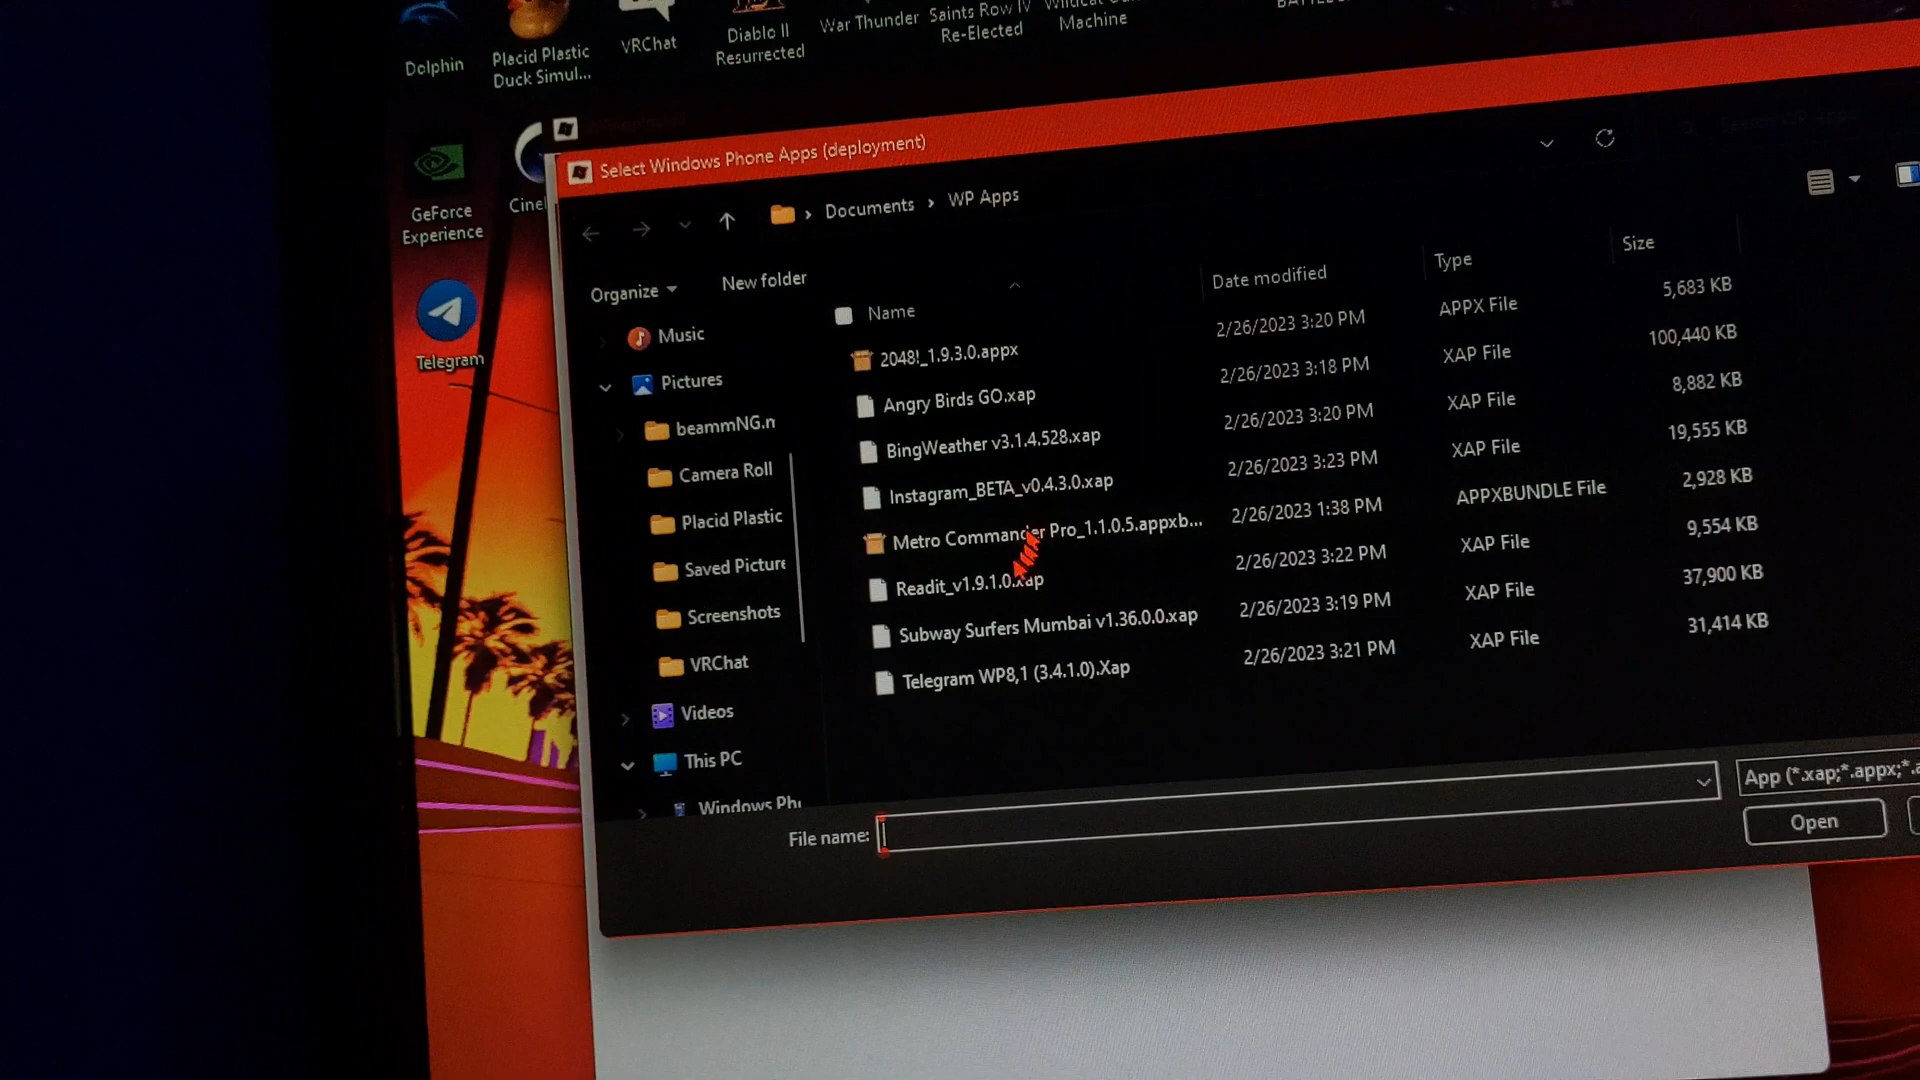 Dolphin
Placid Plastic
Duck Simul...
VRChat
Diablo II
Resurrected
War Thunder
Saints Row IV
Re-Elected
Machine
GeForce
Experience
Telegram
Select Windows Phone Apps (deployment)
Documents › WP Apps
Organize
New folder
Name
Date modified
Type
Size
2048!_1.9.3.0.appx 2/26/2023 3:20 PM APPX File 5,683 KB
Angry Birds GO.xap 2/26/2023 3:18 PM XAP File 100,440 KB
BingWeather v3.1.4.528.xap 2/26/2023 3:20 PM XAP File 8,882 KB
Instagram_BETA_v0.4.3.0.xap 2/26/2023 3:23 PM XAP File 19,555 KB
Metro Commander Pro_1.1.0.5.appxb... 2/26/2023 1:38 PM APPXBUNDLE File 2,928 KB
Readit_v1.9.1.0.xap 2/26/2023 3:22 PM XAP File 9,554 KB
Subway Surfers Mumbai v1.36.0.0.xap 2/26/2023 3:19 PM XAP File 37,900 KB
Telegram WP8,1 (3.4.1.0).Xap 2/26/2023 3:21 PM XAP File 31,414 KB
Music
Pictures
beammNG.m
Camera Roll
Placid Plastic
Saved Picture
Screenshots
VRChat
Videos
This PC
Windows Pho
File name:
App (*.xap;*.appx;*.a
Open